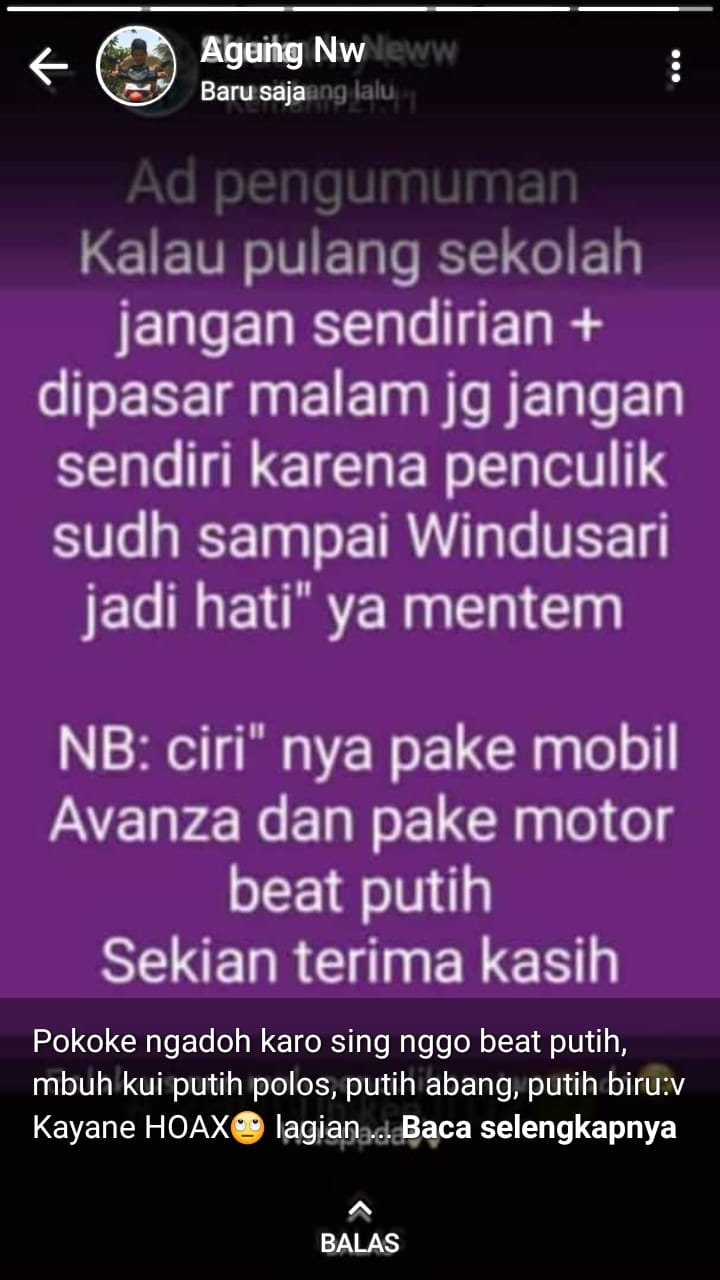 Agung Nw
Baru saja
Ad pengumuman
Kalau pulang sekolah
jangan sendirian +
dipasar malam jg jangan
sendiri karena penculik
sudh sampai Windusari
jadi hati" ya mentem
NB: ciri" nya pake mobil
Avanza dan pake motor
beat putih
Sekian terima kasih
Pokoke ngadoh karo sing nggo beat putih,
mbuh kui putih polos, putih abang, putih biru:v
Kayane HOAX🙄 lagian ... Baca selengkapnya
BALAS